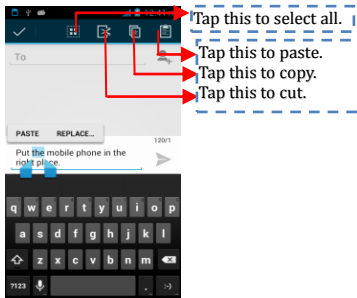 Tap this to select all.
Tap this to paste.
Tap this to copy.
Tap this to cut.
To
PASTE REPLACE...
120/1
Put the mobile phone in the
right place.
q w e r t y u i o p
a s d f g h j k l
z x c v b n m
?123 . :-)